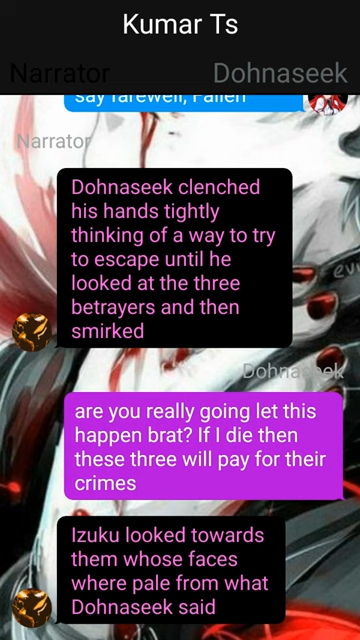 Kumar Ts
Narrator
Dohnaseek
say farewell, Fallen
Narrator
Dohnaseek clenched
his hands tightly
thinking of a way to try
to escape until he
looked at the three
betrayers and then
smirked
Dohnaseek
are you really going let this
happen brat? If I die then
these three will pay for their
crimes
Izuku looked towards
them whose faces
where pale from what
Dohnaseek said